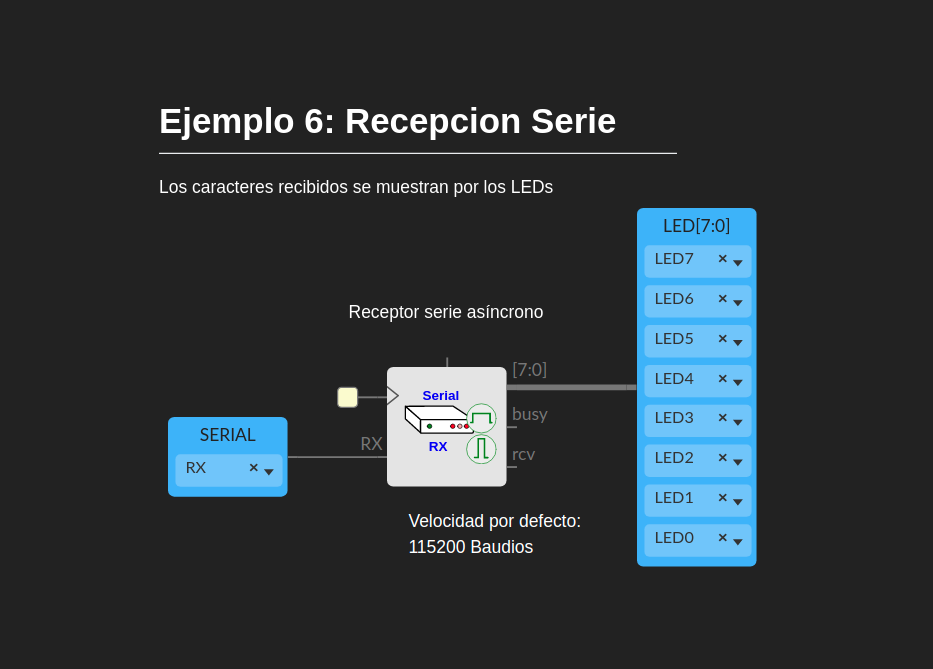 Ejemplo 6: Recepcion Serie
Los caracteres recibidos se muestran por los LEDs
LED[7:0]
LED7
LED6
LED5
LED4
LED3
LED2
LED1
LED0
Receptor serie asíncrono
[7:0]
busy
rcv
Serial
RX
RX
SERIAL
RX
Velocidad por defecto:
115200 Baudios